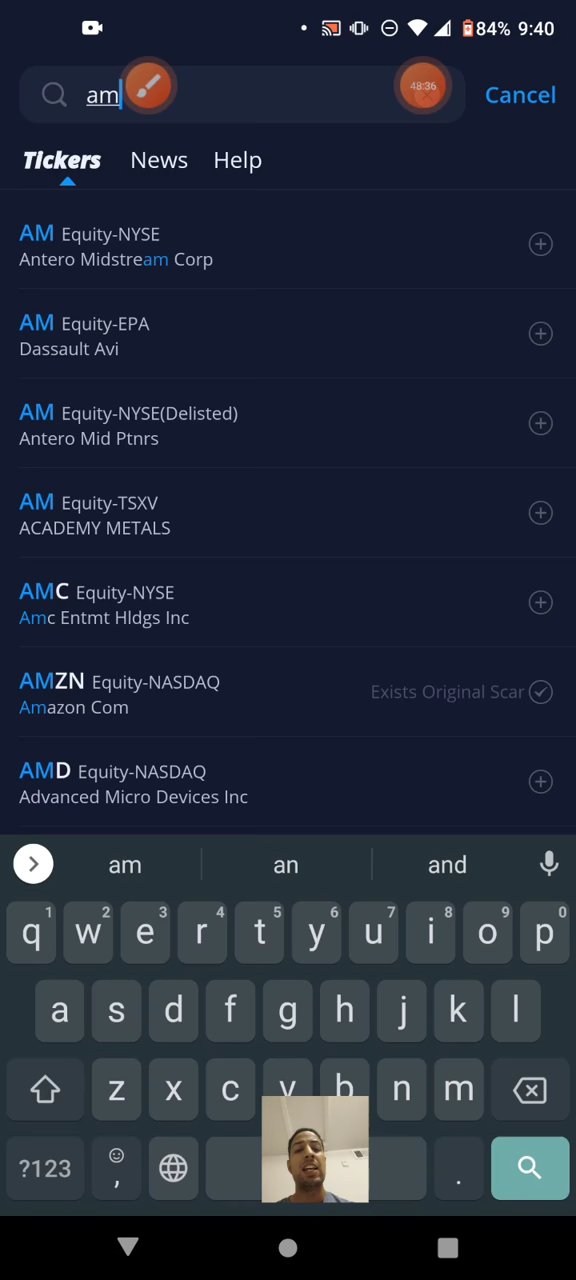 84% 9:40
am
48:36
Cancel
Tickers News Help
AM Equity-NYSE
Antero Midstream Corp
AM Equity-EPA
Dassault Avi
AM Equity-NYSE(Delisted)
Antero Mid Ptnrs
AM Equity-TSXV
ACADEMY METALS
AMC Equity-NYSE
Amc Entmt Hldgs Inc
AMZN Equity-NASDAQ
Exists Original Scar
Amazon Com
AMD Equity-NASDAQ
Advanced Micro Devices Inc
am an and
1 2 3 4 5 6 7 8 9 0
q w e r t y u i o p
a s d f g h j k l
z x c v b n m
?123 , .